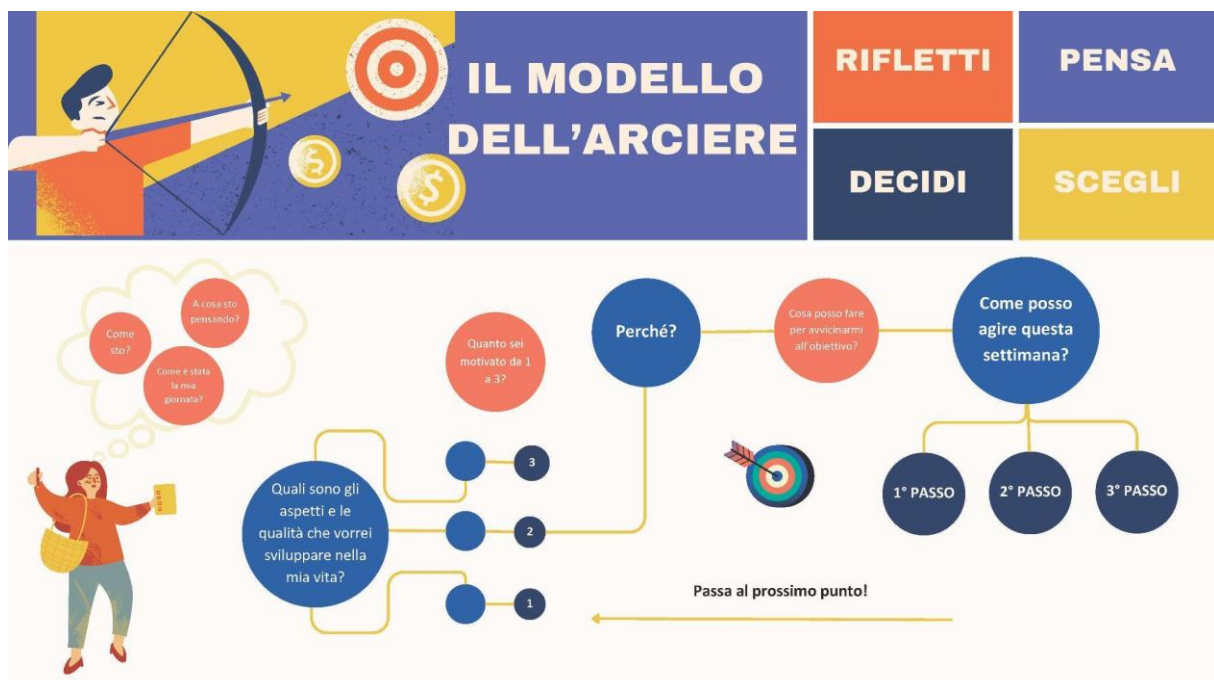 IL MODELLO
DELL'ARCIERE
RIFLETTI
PENSA
DECIDI
SCEGLI
$
$
A cosa sto
pensando?
Come
sto?
Come è stata
la mia
giornata?
Quali sono gli
aspetti e le
qualità che vorrei
sviluppare nella
mia vita?
Quanto sei
motivato da 1
a 3?
3
2
1
Perché?
Cosa posso fare
per avvicinarmi
all'obiettivo?
Come posso
agire questa
settimana?
1° PASSO
2° PASSO
3° PASSO
Passa al prossimo punto!